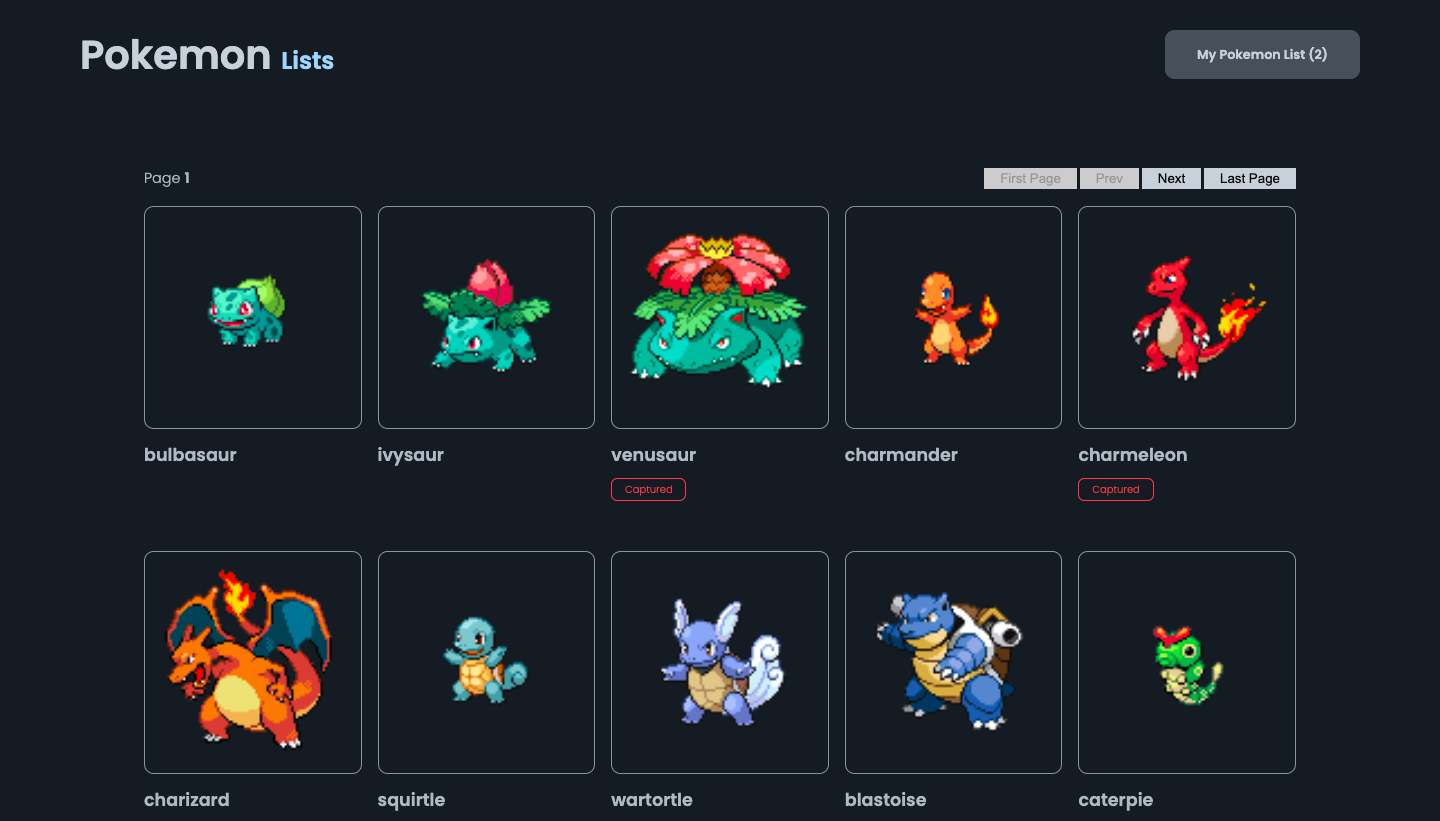 Pokemon Lists
My Pokemon List (2)
Page 1
First Page Prev Next Last Page
bulbasaur ivysaur venusaur charmander charmeleon
Captured Captured
charizard squirtle wartortle blastoise caterpie